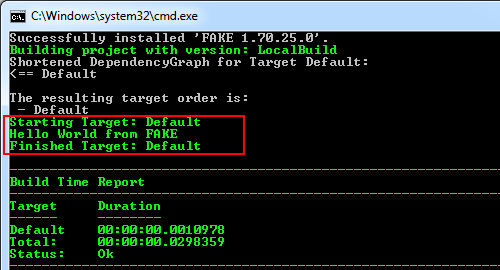 C:\Windows\system32\cmd.exe
Successfully installed 'FAKE 1.70.25.0'.
Building project with version: LocalBuild
Shortened DependencyGraph for Target Default:
<== Default
The resulting target order is:
- Default
Starting Target: Default
Hello World from FAKE
Finished Target: Default
---------------------------------------------------------------------
Build Time Report
---------------------------------------------------------------------
Target Duration
------ --------
Default 00:00:00.0010978
Total: 00:00:00.0298359
Status: Ok
---------------------------------------------------------------------